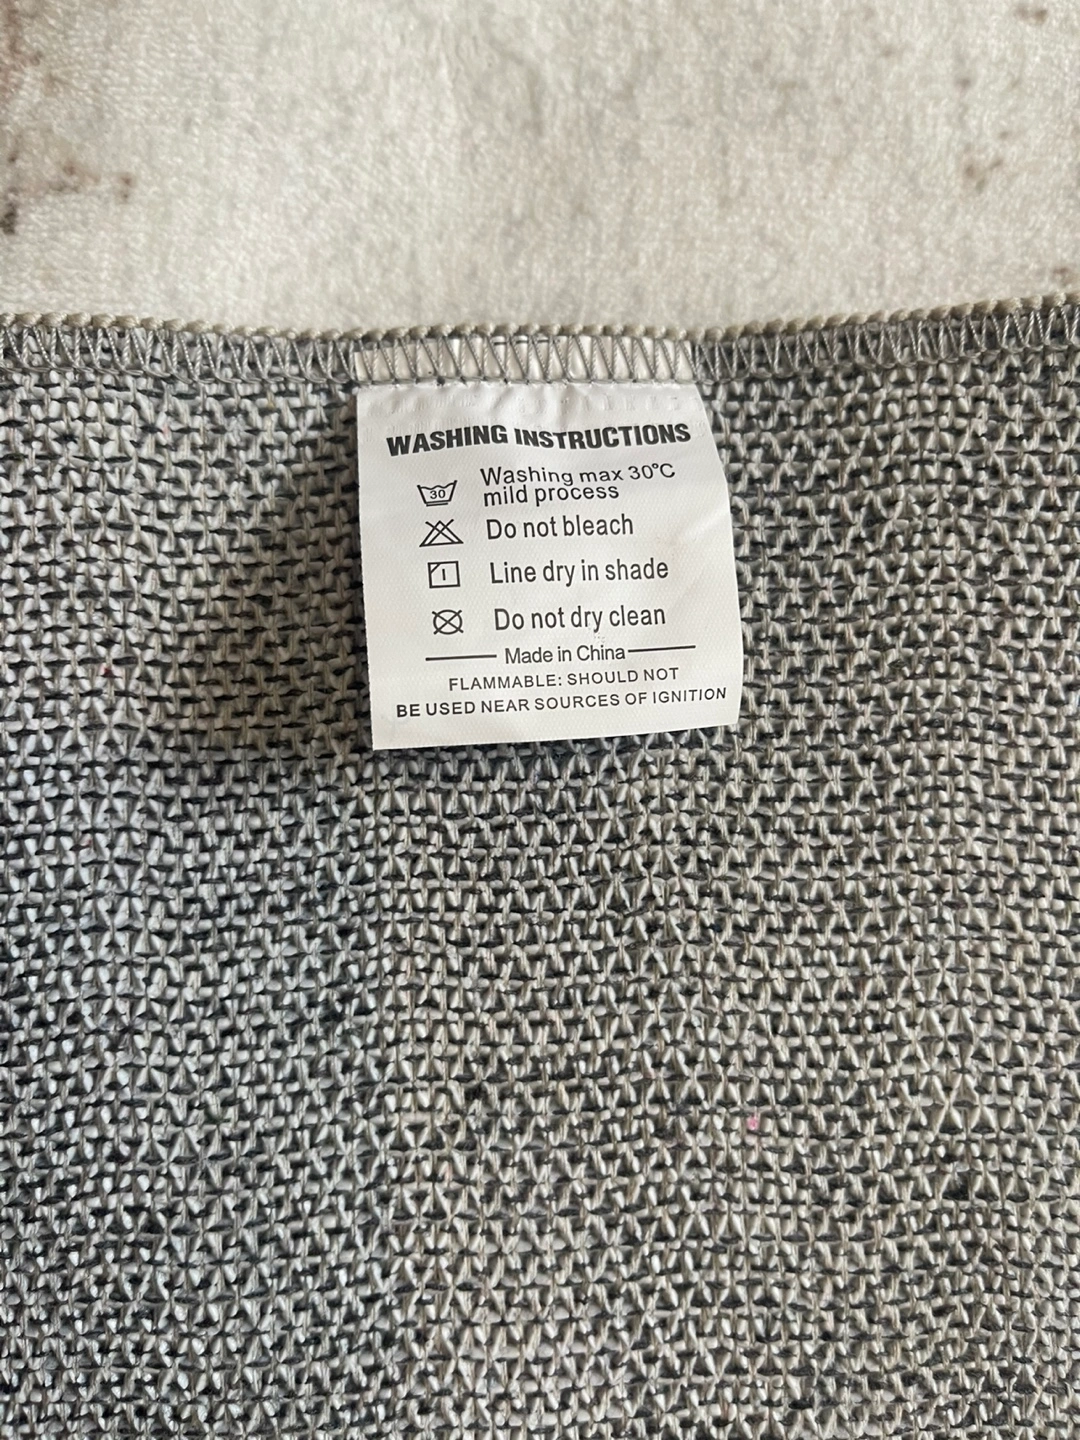 WASHING INSTRUCTIONS
30
Washing max 30°C
mild process
Do not bleach
Line dry in shade
Do not dry clean
Made in China
FLAMMABLE: SHOULD NOT
BE USED NEAR SOURCES OF IGNITION